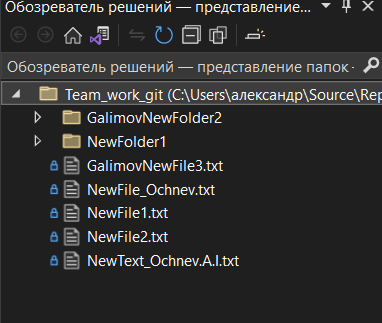 Обозреватель решений — представление...
Обозреватель решений — представление папок -
Team_work_git (C:\Users\александр\Source\Rep
GalimovNewFolder2
NewFolder1
GalimovNewFile3.txt
NewFile_Ochnev.txt
NewFile1.txt
NewFile2.txt
NewText_Ochnev.A.I.txt